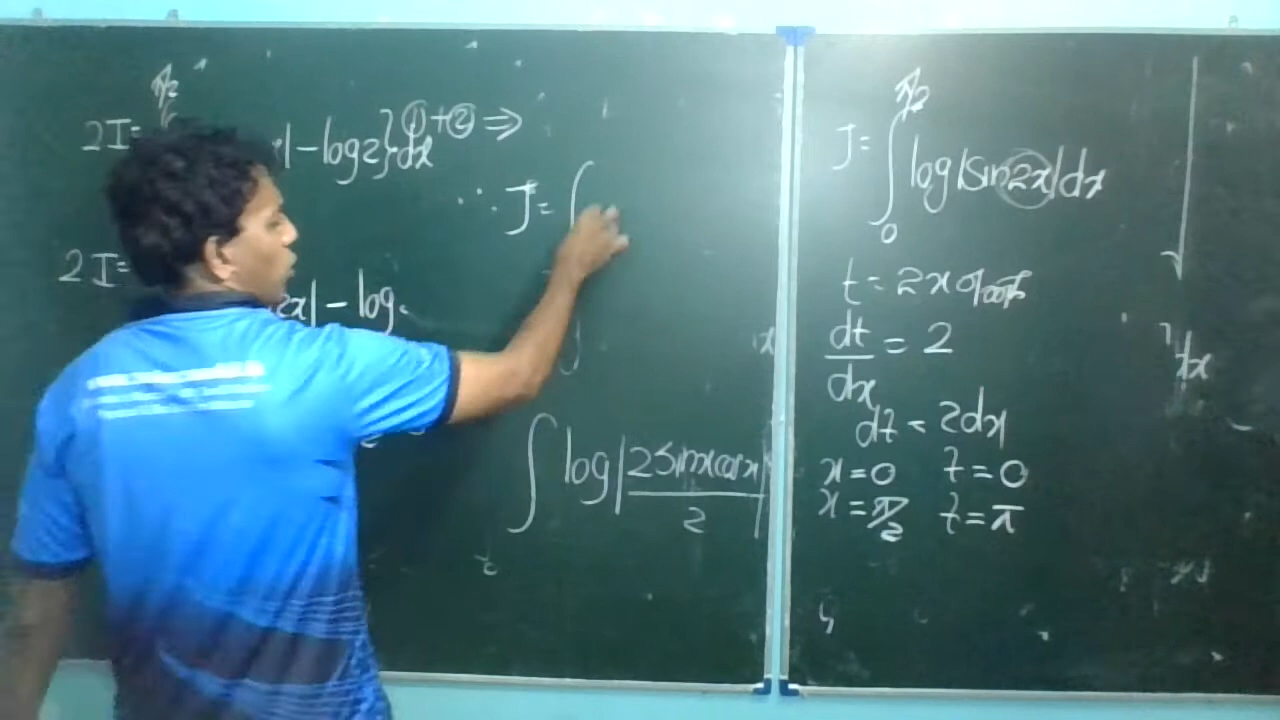 π/2
2I= x|-log2}dx ①+②⇒
∴ J= ∫
2I= 2x|-log
∫ log|2sinxcosx/2|
π/2
J= ∫ log|sin2x|dx
0
t=2x
dt/dx = 2
dt = 2dx
x=0 t=0
x=π/2 t=π